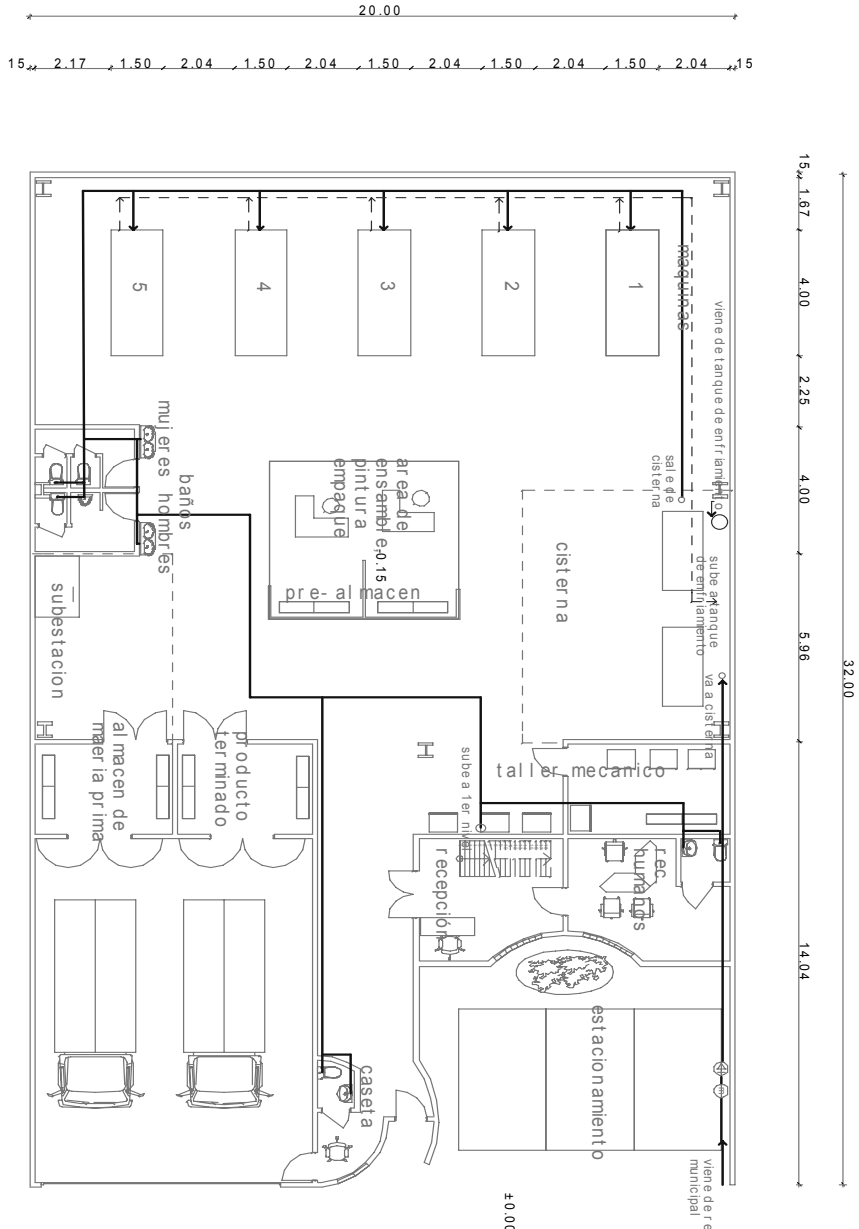 20.00
15 2.17 1.50 2.04 1.50 2.04 1.50 2.04 1.50 2.04 1.50 2.04 15
15
1.67
4.00
2.25
4.00
5.96
14.04
32.00
5
4
3
2
1
maquinas
viene de tanque de enfriamiento
sale de
cisterna
sube a tanque
de enfriamiento
va a cisterna
cisterna
area de
ensamble,
pintura
empaque
-0.15
pre-almacen
baños
mujeres hombres
subestacion
almacen de
maeria prima
producto
terminado
taller mecanico
sube a 1er nivel
recepción
rec.
humanos
estacionamiento
caseta
viene de re
municipal
±0.00